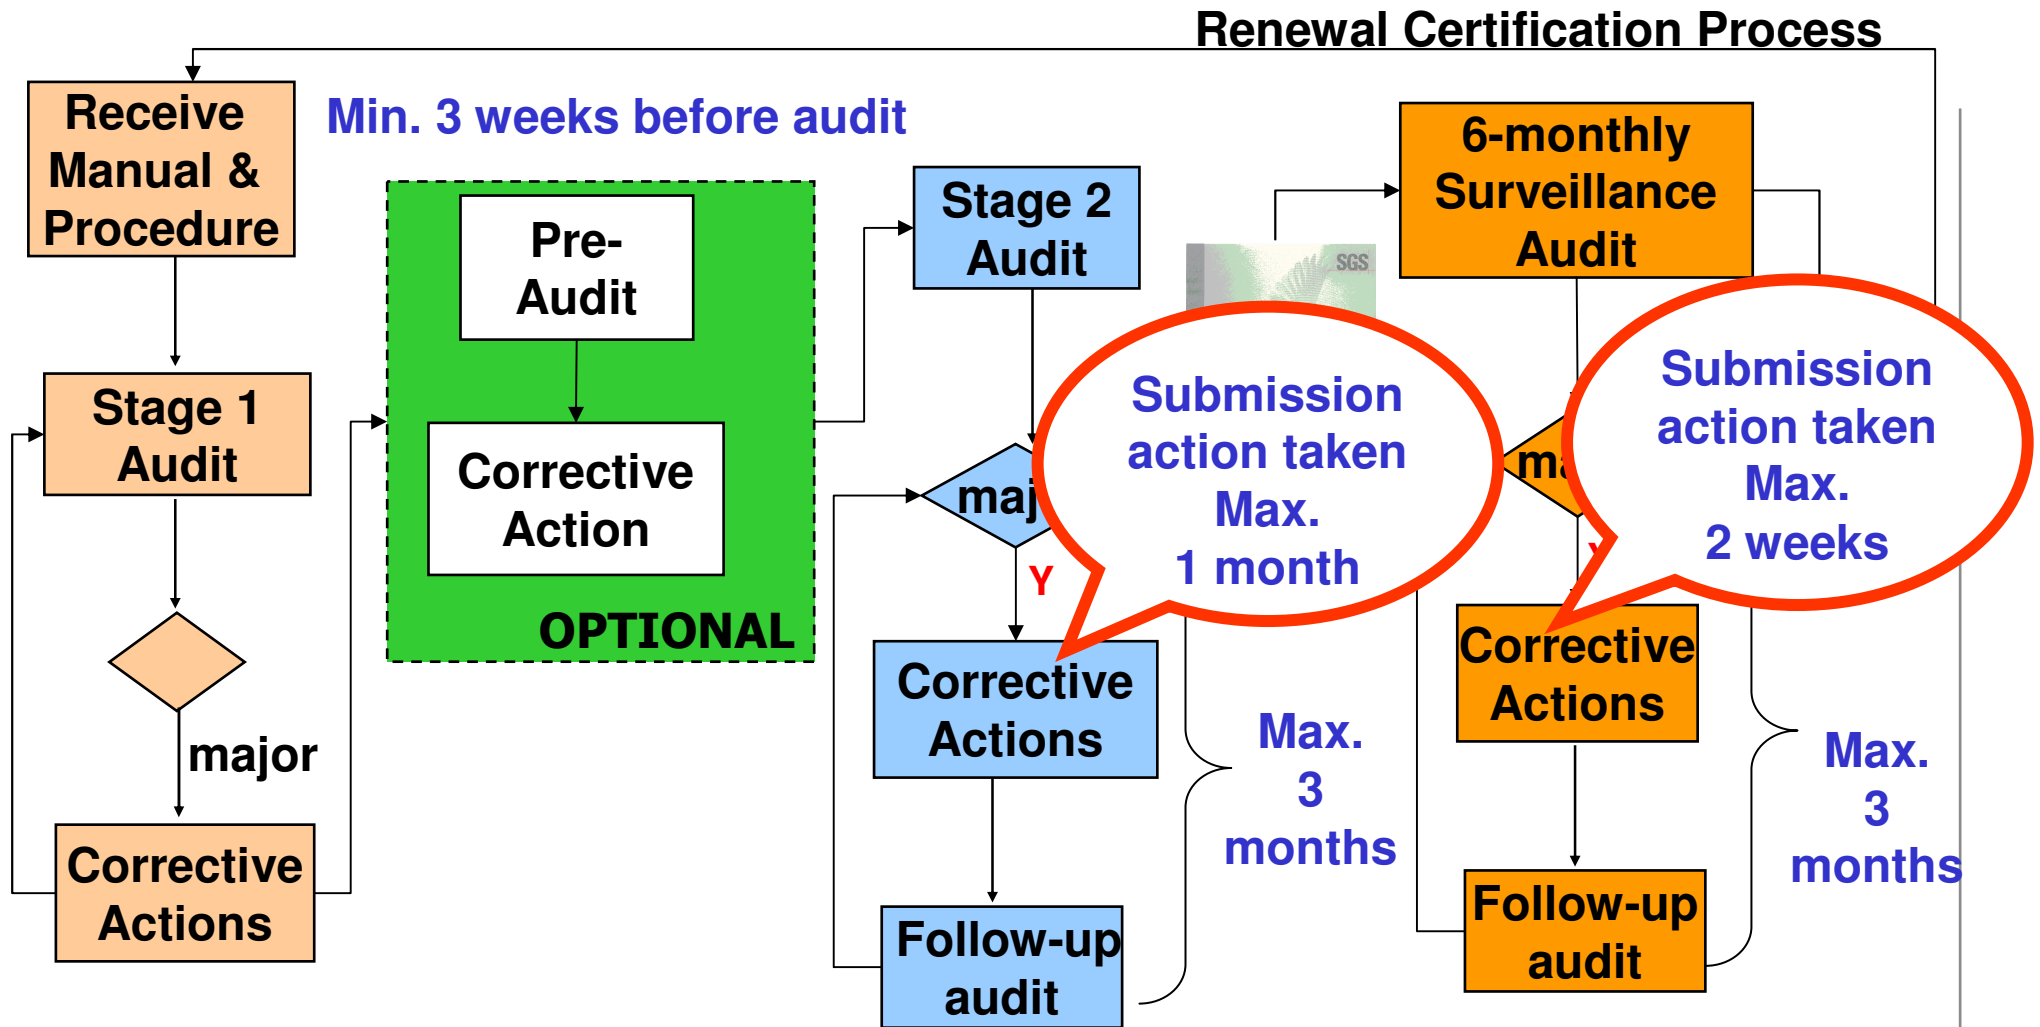 Renewal Certification Process
Receive
Manual &
Procedure
Min. 3 weeks before audit
Stage 1
Audit
major
Corrective
Actions
Pre-
Audit
Corrective
Action
OPTIONAL
Stage 2
Audit
maj
Y
Corrective
Actions
Follow-up
audit
SGS
Submission
action taken
Max.
1 month
Max.
3
months
6-monthly
Surveillance
Audit
Submission
action taken
Max.
2 weeks
Corrective
Actions
Follow-up
audit
Max.
3
months